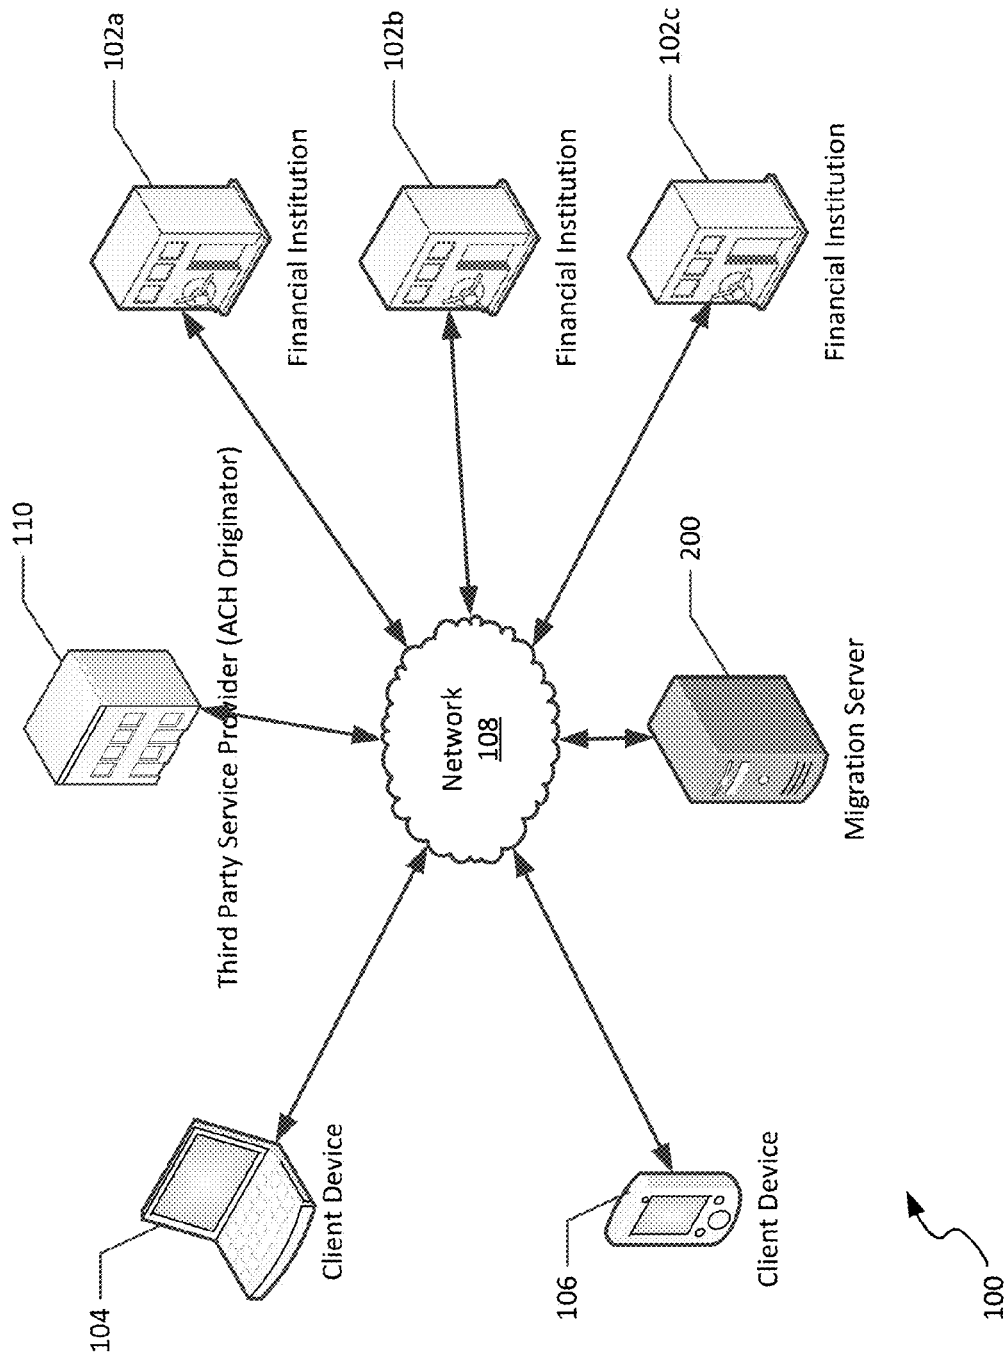 110
Third Party Service Provider (ACH Originator)
104
Client Device
102a
Financial Institution
Network
108
102b
Financial Institution
106
Client Device
200
Migration Server
102c
Financial Institution
100